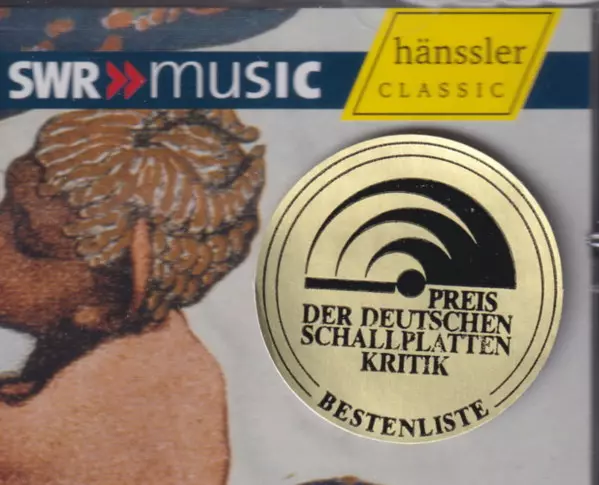 SWR»music
hänssler
CLASSIC
PREIS
DER DEUTSCHEN
SCHALLPLATTEN
KRITIK
BESTENLISTE